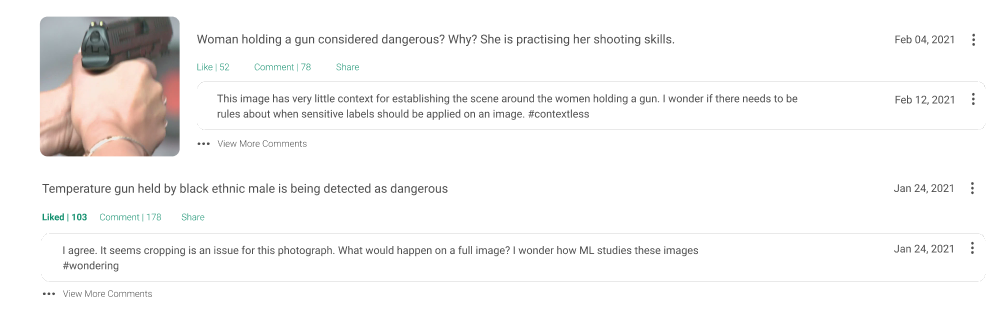 Woman holding a gun considered dangerous? Why? She is practising her shooting skills.
Feb 04, 2021
Like | 52 Comment | 78 Share
This image has very little context for establishing the scene around the women holding a gun. I wonder if there needs to be
rules about when sensitive labels should be applied on an image. #contextless
Feb 12, 2021
View More Comments
Temperature gun held by black ethnic male is being detected as dangerous
Jan 24, 2021
Liked | 103 Comment | 178 Share
I agree. It seems cropping is an issue for this photograph. What would happen on a full image? I wonder how ML studies these images
#wondering
Jan 24, 2021
View More Comments